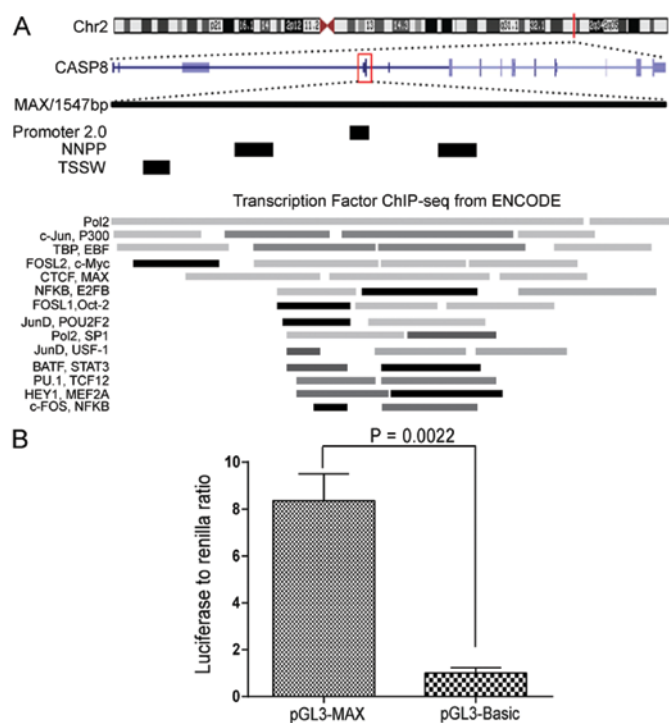 A
Chr2
p21
2p12
13
CASP8
MAX/1547bp
Promoter 2.0
NNPP
TSSW
Transcription Factor ChIP-seq from ENCODE
Pol2
c-Jun, P300
TBP, EBF
FOSL2, c-Myc
CTCF, MAX
NFKB, E2FB
FOSL1,Oct-2
JunD, POU2F2
Pol2, SP1
JunD, USF-1
BATF, STAT3
PU.1, TCF12
HEY1, MEF2A
c-FOS, NFKB
B
P = 0.0022
Luciferase to renilla ratio
10
8
6
4
2
0
pGL3-MAX
pGL3-Basic